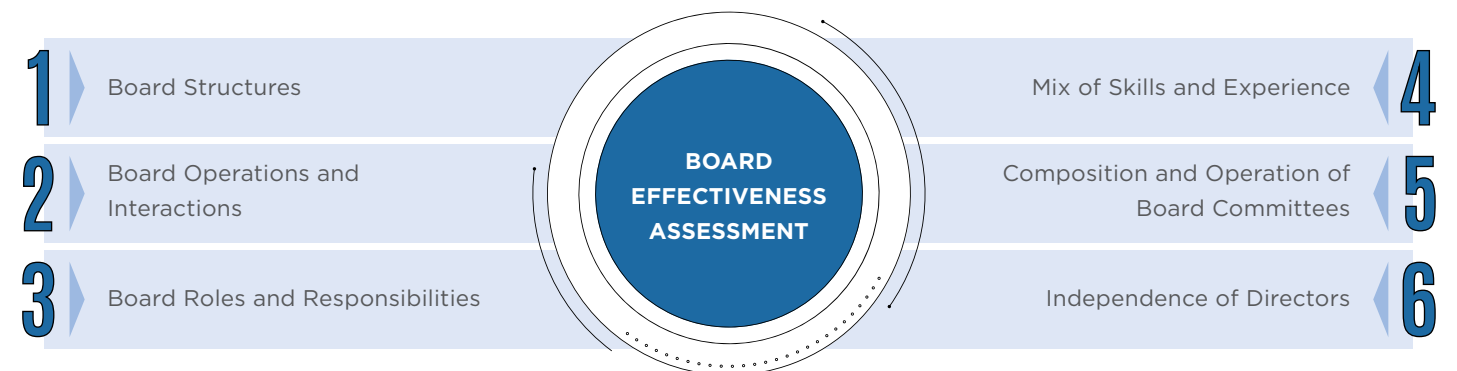 1
Board Structures
2
Board Operations and
Interactions
3
Board Roles and Responsibilities
BOARD
EFFECTIVENESS
ASSESSMENT
Mix of Skills and Experience
4
Composition and Operation of
Board Committees
5
Independence of Directors
6